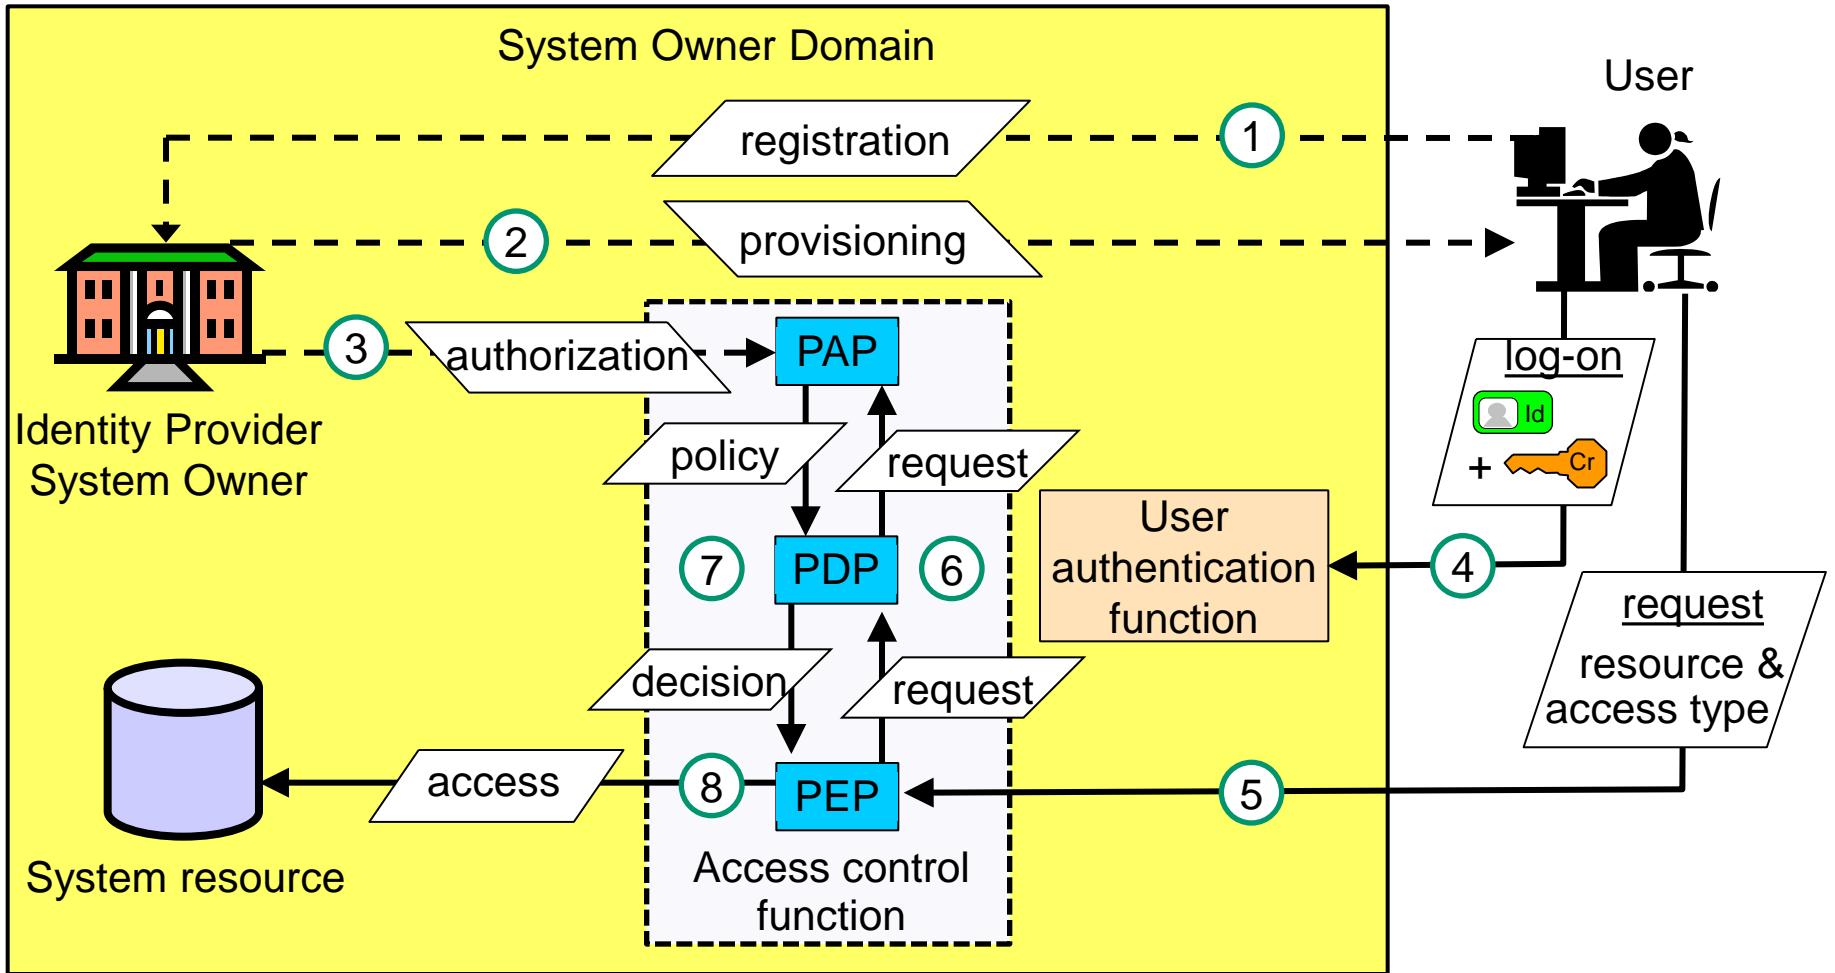 System Owner Domain
User
registration
1
2
provisioning
3
authorization
PAP
Identity Provider
System Owner
policy
request
log-on
Id
+
Cr
User
authentication
function
7
PDP
6
4
decision
request
request
resource &
access type
access
8
PEP
5
System resource
Access control
function